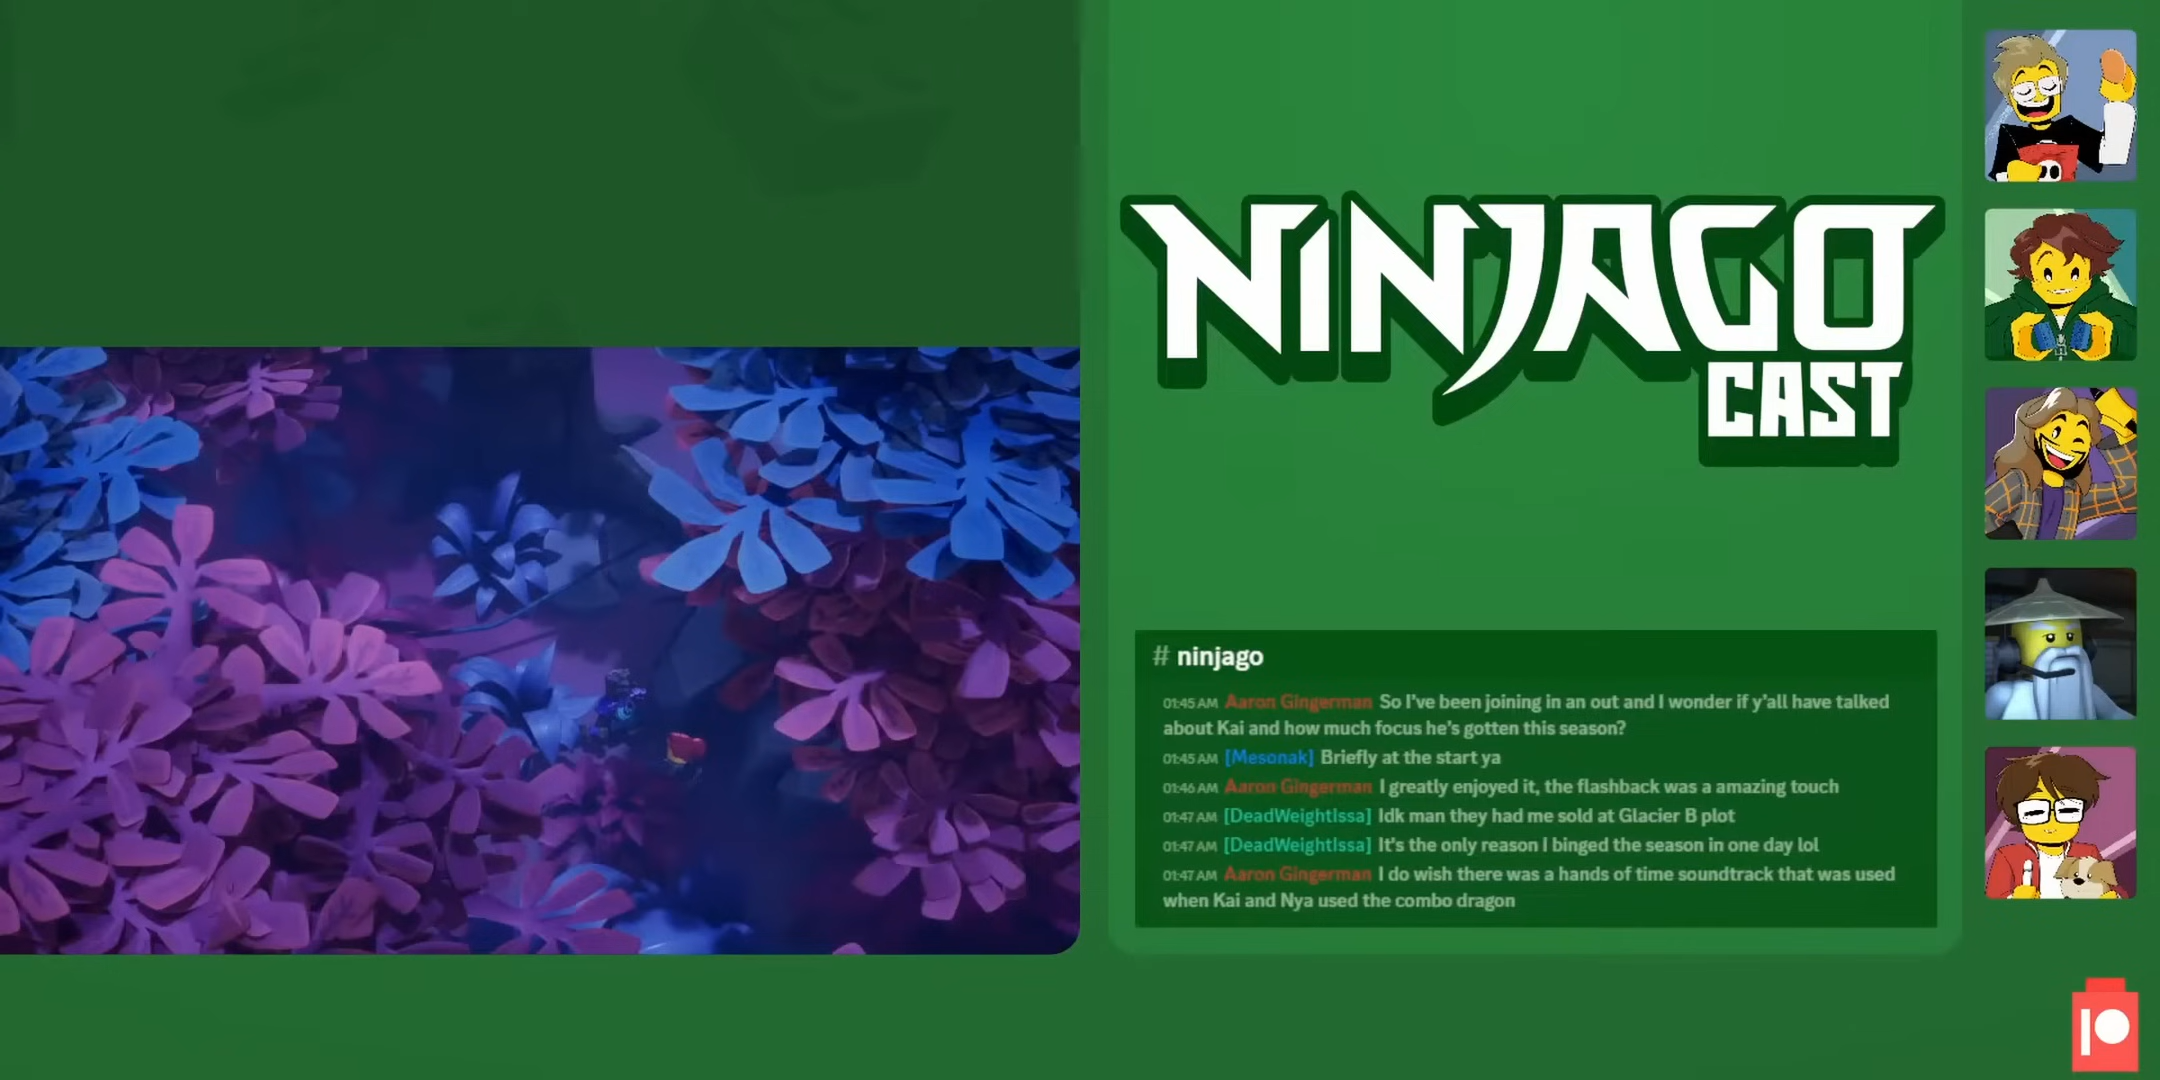 NINJAGO
CAST
# ninjago
01:45 AM Aaron Gingerman So I've been joining in an out and I wonder if y'all have talked
about Kai and how much focus he's gotten this season?
01:45 AM [Mesonak] Briefly at the start ya
01:46 AM Aaron Gingerman I greatly enjoyed it, the flashback was a amazing touch
01:47 AM [DeadWeightIssa] Idk man they had me sold at Glacier B plot
01:47 AM [DeadWeightIssa] It's the only reason I binged the season in one day lol
01:47 AM Aaron Gingerman I do wish there was a hands of time soundtrack that was used
when Kai and Nya used the combo dragon